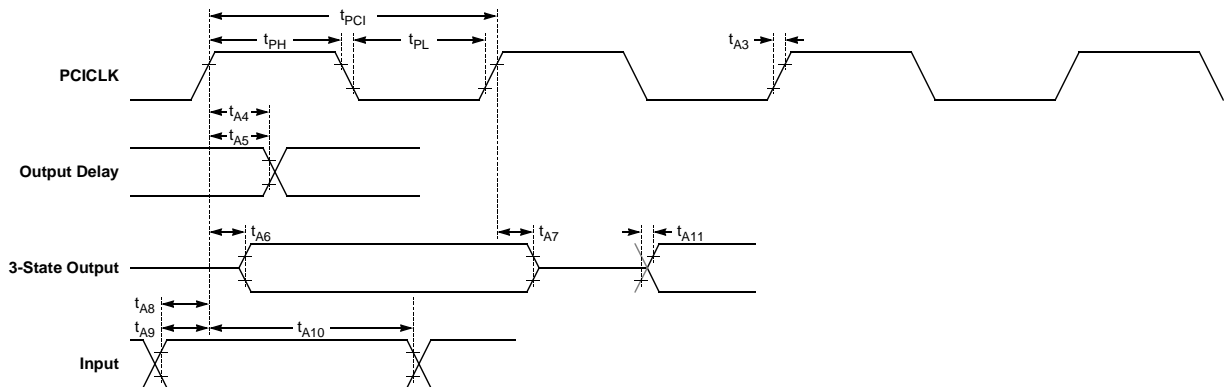 tPCI
tPH
tPL
tA3
PCICLK
tA4
tA5
Output Delay
tA6
tA7
tA11
3-State Output
tA8
tA9
tA10
Input